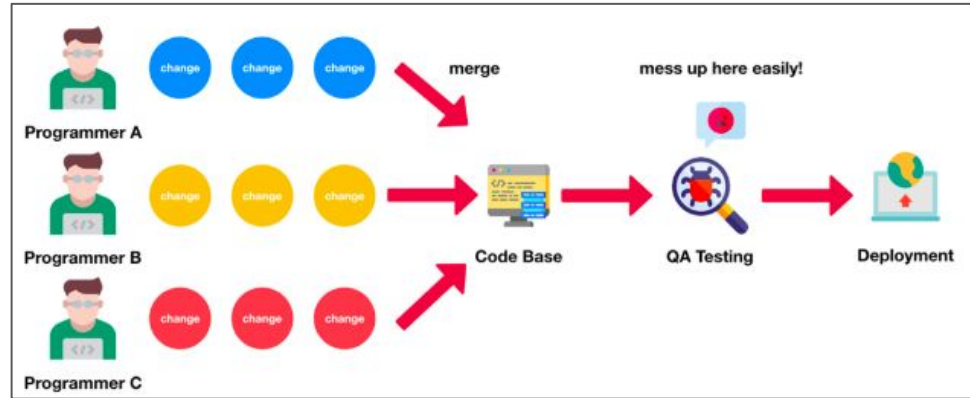 change change change
merge
mess up here easily!
Programmer A
change change change
</>
Programmer B
Code Base
QA Testing
Deployment
change change change
</>
Programmer C